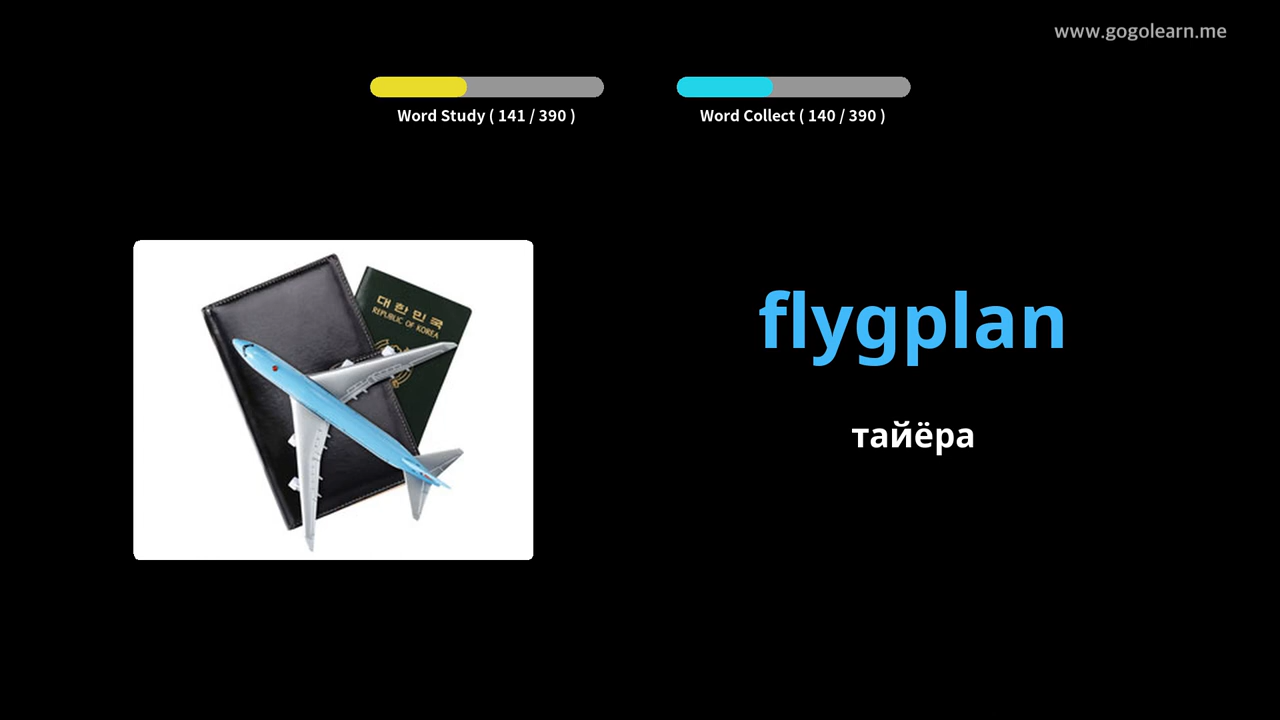 www.gogolearn.me
Word Study ( 141 / 390 )
Word Collect ( 140 / 390 )
대한민국
REPUBLIC OF KOREA
flygplan
тайёра